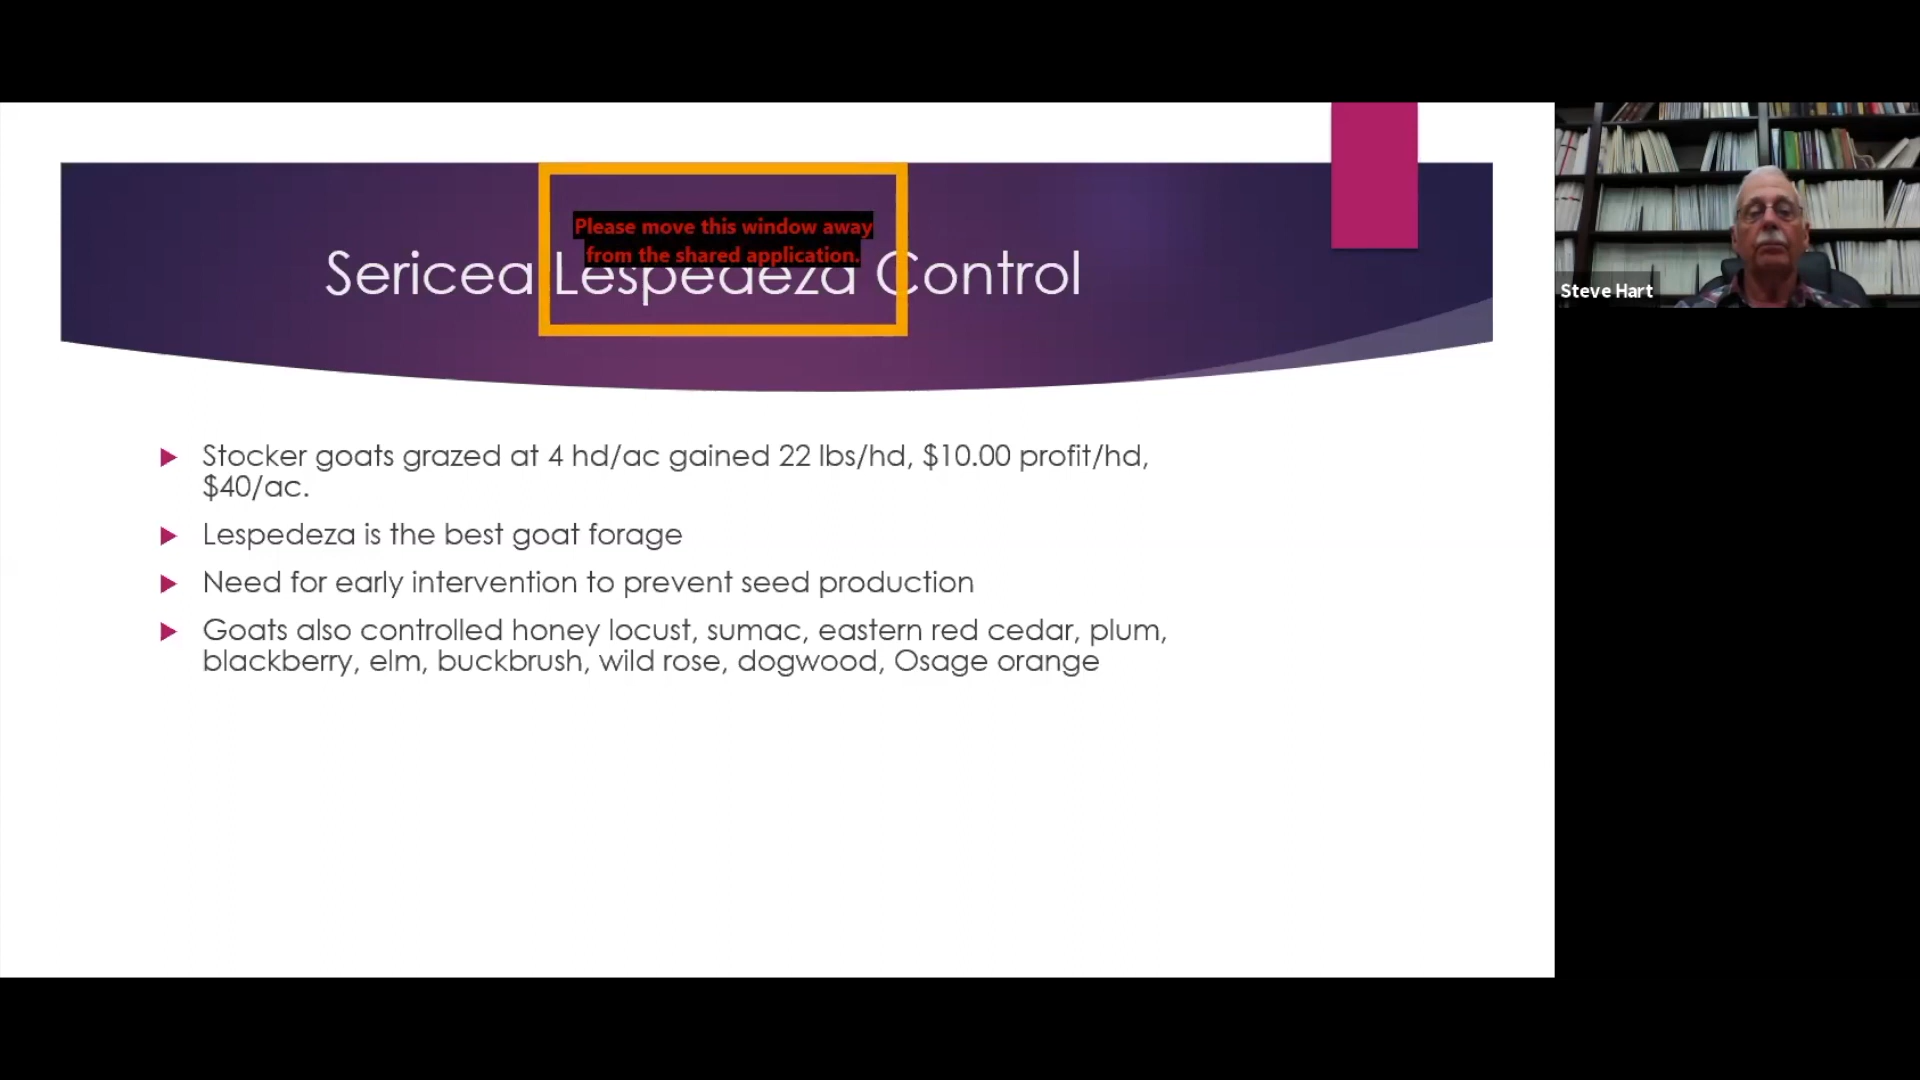 Please move this window away
from the shared application.
Sericea Lespedeza Control
Steve Hart
Stocker goats grazed at 4 hd/ac gained 22 lbs/hd, $10.00 profit/hd,
$40/ac.
Lespedeza is the best goat forage
Need for early intervention to prevent seed production
Goats also controlled honey locust, sumac, eastern red cedar, plum,
blackberry, elm, buckbrush, wild rose, dogwood, Osage orange